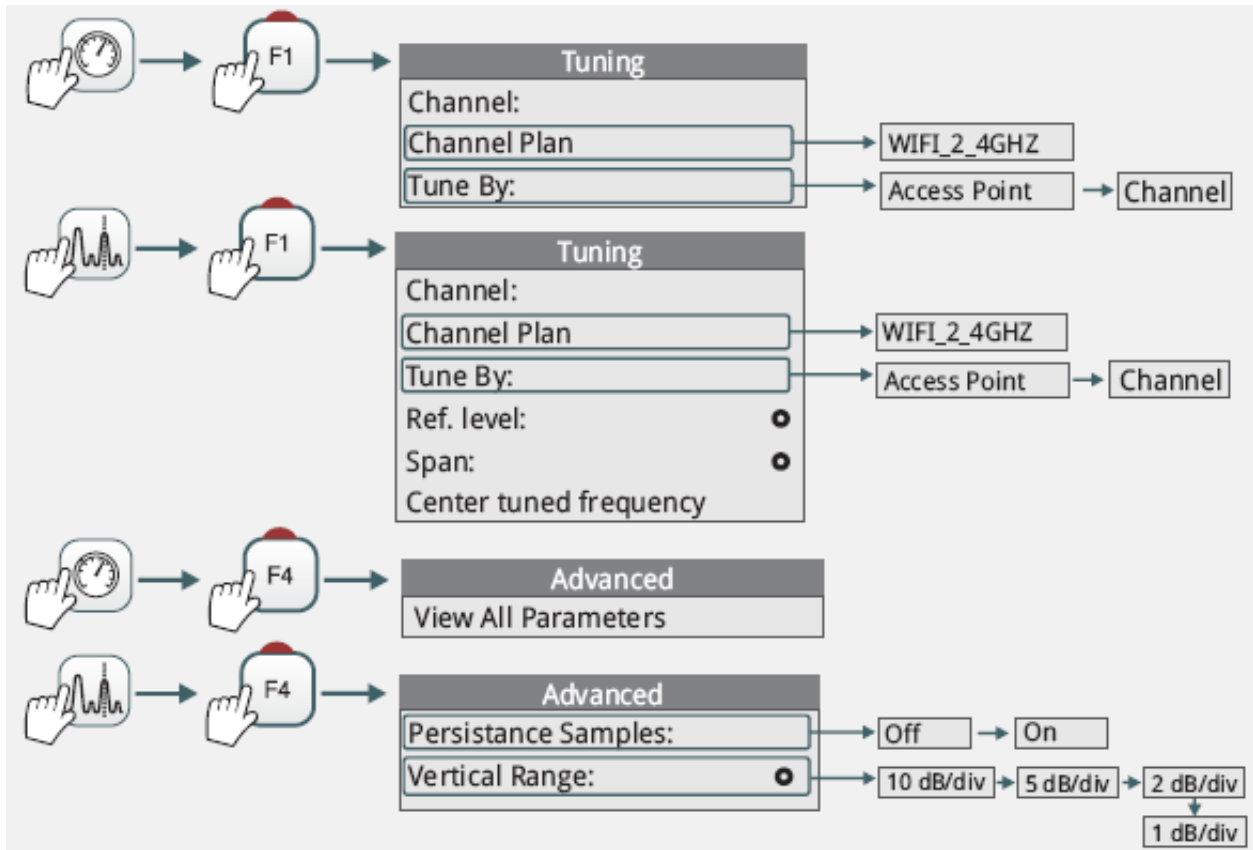 F1
Tuning
Channel:
Channel Plan
WIFI_2_4GHZ
Tune By:
Access Point
Channel
F1
Tuning
Channel:
Channel Plan
WIFI_2_4GHZ
Tune By:
Access Point
Channel
Ref. level:
Span:
Center tuned frequency
F4
Advanced
View All Parameters
F4
Advanced
Persistance Samples:
Off
On
Vertical Range:
10 dB/div
5 dB/div
2 dB/div
1 dB/div